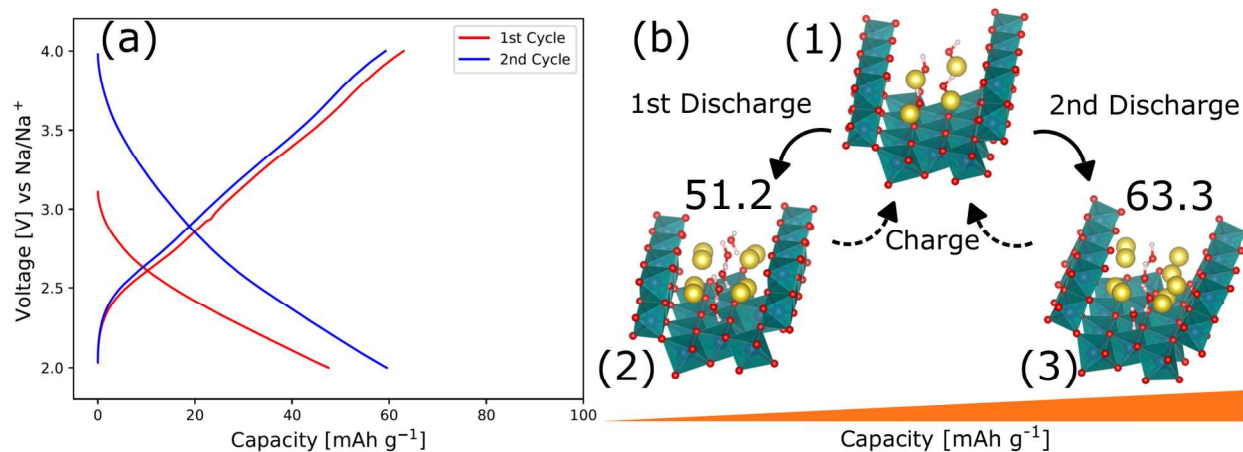 (a)
1st Cycle
2nd Cycle
4.0
3.5
3.0
2.5
2.0
Voltage [V] vs Na/Na⁺
0 20 40 60 80 100
Capacity [mAh g⁻¹]
(b)
(1)
1st Discharge
2nd Discharge
51.2
63.3
Charge
(2)
(3)
Capacity [mAh g⁻¹]